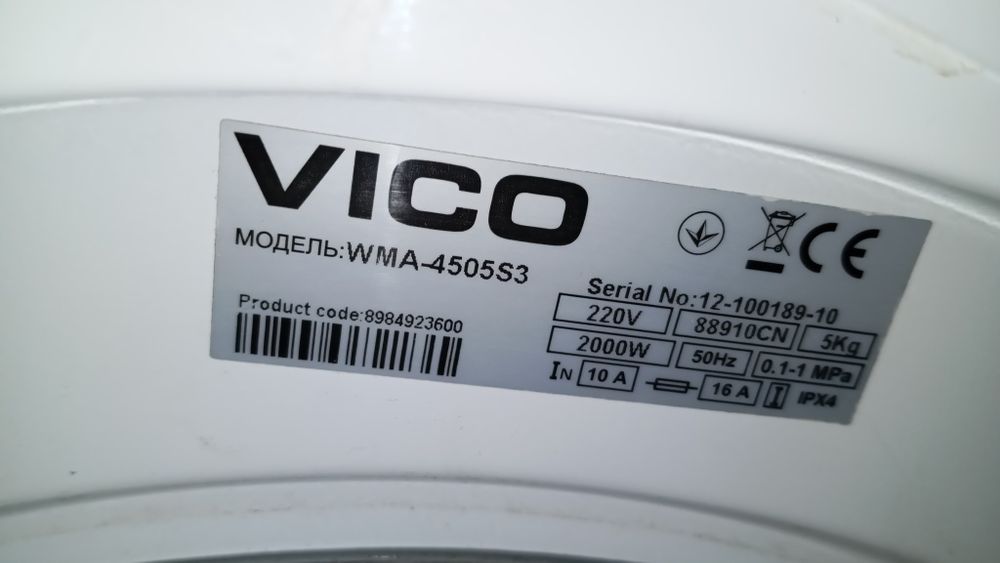 VICO
МОДЕЛЬ:WMA-4505S3
Product code:8984923600
CE
Serial No:12-100189-10
220V 88910CN 5Kg
2000W 50Hz 0.1-1 MPa
IN 10 A 16 A I IPX4